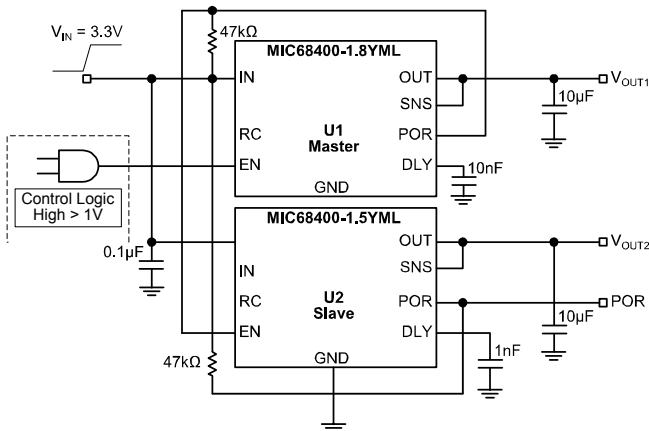 V_IN = 3.3V
47kΩ
MIC68400-1.8YML
IN
OUT
V_OUT1
SNS
10µF
RC
U1
POR
Master
EN
DLY
10nF
GND
Control Logic
High > 1V
MIC68400-1.5YML
OUT
V_OUT2
0.1µF
IN
SNS
RC
U2
POR
POR
Slave
10µF
EN
DLY
47kΩ
GND
1nF